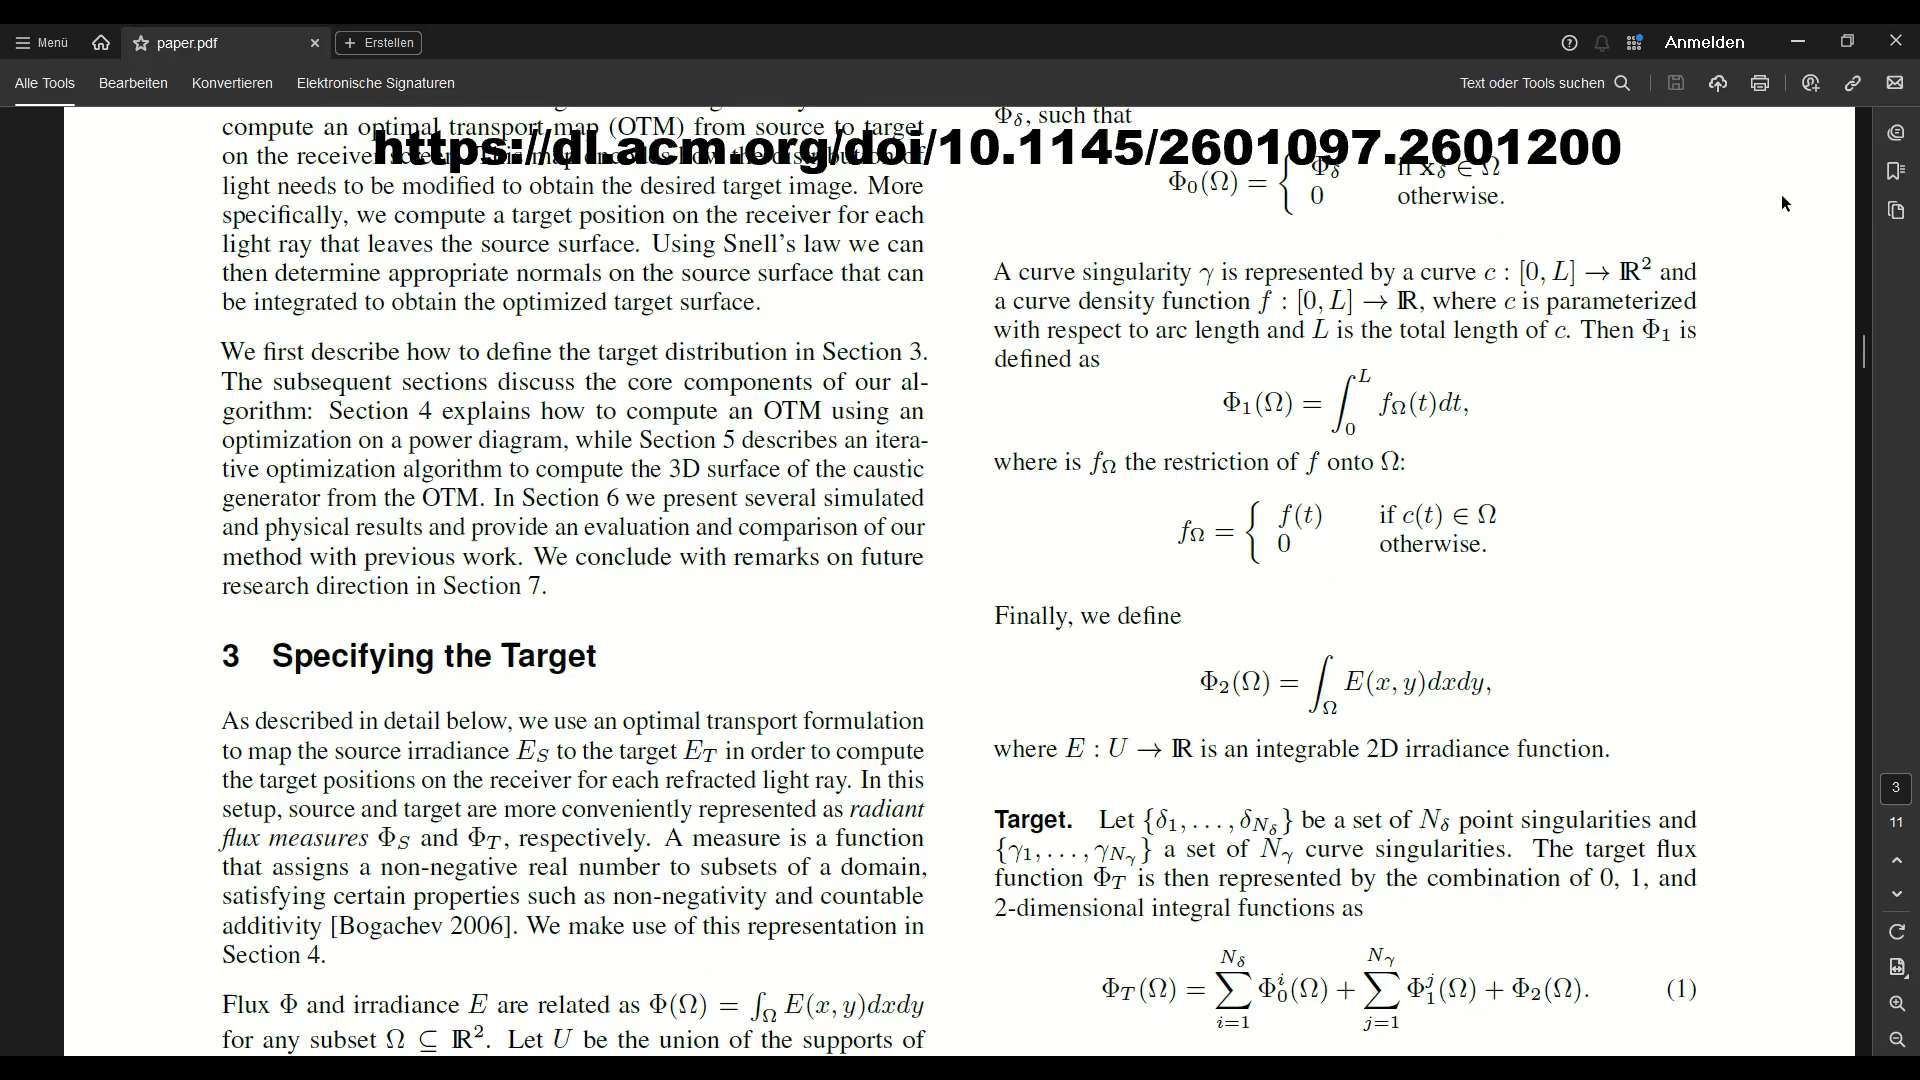 Menü
paper.pdf
Erstellen
Anmelden
Alle Tools
Bearbeiten
Konvertieren
Elektronische Signaturen
Text oder Tools suchen
https://dl.acm.org/doi/10.1145/2601097.2601200
compute an optimal transport map (OTM) from source to target
on the receiver screen. This map encodes how the distribution of
light needs to be modified to obtain the desired target image. More
specifically, we compute a target position on the receiver for each
light ray that leaves the source surface. Using Snell's law we can
then determine appropriate normals on the source surface that can
be integrated to obtain the optimized target surface.
We first describe how to define the target distribution in Section 3.
The subsequent sections discuss the core components of our al-
gorithm: Section 4 explains how to compute an OTM using an
optimization on a power diagram, while Section 5 describes an itera-
tive optimization algorithm to compute the 3D surface of the caustic
generator from the OTM. In Section 6 we present several simulated
and physical results and provide an evaluation and comparison of our
method with previous work. We conclude with remarks on future
research direction in Section 7.
3 Specifying the Target
As described in detail below, we use an optimal transport formulation
to map the source irradiance E_S to the target E_T in order to compute
the target positions on the receiver for each refracted light ray. In this
setup, source and target are more conveniently represented as radiant
flux measures Φ_S and Φ_T, respectively. A measure is a function
that assigns a non-negative real number to subsets of a domain,
satisfying certain properties such as non-negativity and countable
additivity [Bogachev 2006]. We make use of this representation in
Section 4.
Flux Φ and irradiance E are related as Φ(Ω) = ∫_Ω E(x, y)dxdy
for any subset Ω ⊆ ℝ². Let U be the union of the supports of
Φ_δ, such that
Φ₀(Ω) = { Φ_δ if x_δ ∈ Ω
0 otherwise.
A curve singularity γ is represented by a curve c : [0, L] → ℝ² and
a curve density function f : [0, L] → ℝ, where c is parameterized
with respect to arc length and L is the total length of c. Then Φ₁ is
defined as
Φ₁(Ω) = ∫₀^L f_Ω(t)dt,
where is f_Ω the restriction of f onto Ω:
f_Ω = { f(t) if c(t) ∈ Ω
0 otherwise.
Finally, we define
Φ₂(Ω) = ∫_Ω E(x, y)dxdy,
where E : U → ℝ is an integrable 2D irradiance function.
Target. Let {δ₁, . . . , δ_{N_δ}} be a set of N_δ point singularities and
{γ₁, . . . , γ_{N_γ}} a set of N_γ curve singularities. The target flux
function Φ_T is then represented by the combination of 0, 1, and
2-dimensional integral functions as
Φ_T(Ω) = ∑_{i=1}^{N_δ} Φ₀^i(Ω) + ∑_{j=1}^{N_γ} Φ₁^j(Ω) + Φ₂(Ω). (1)
3
11